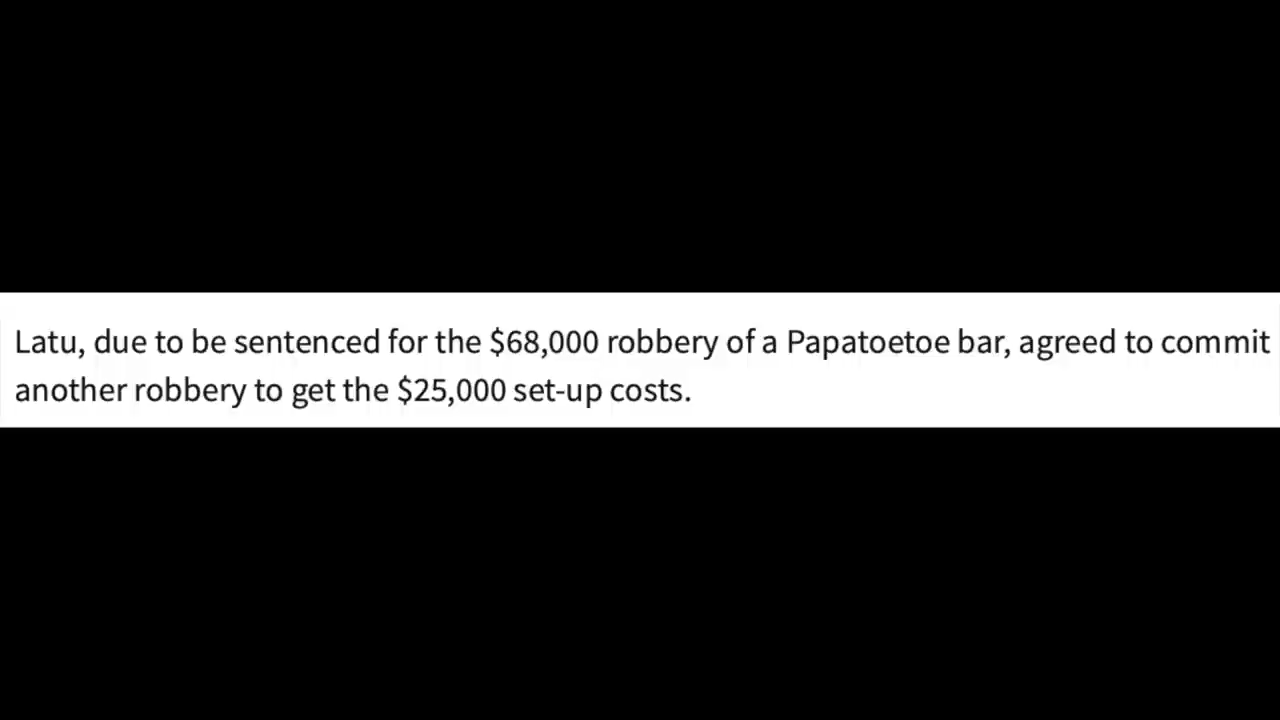 Latu, due to be sentenced for the $68,000 robbery of a Papatoetoe bar, agreed to commit
another robbery to get the $25,000 set-up costs.